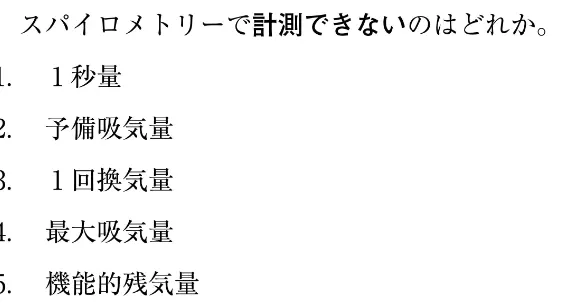 スパイロメトリーで計測できないのはどれか。
1. １秒量
2. 予備吸気量
3. １回換気量
4. 最大吸気量
5. 機能的残気量